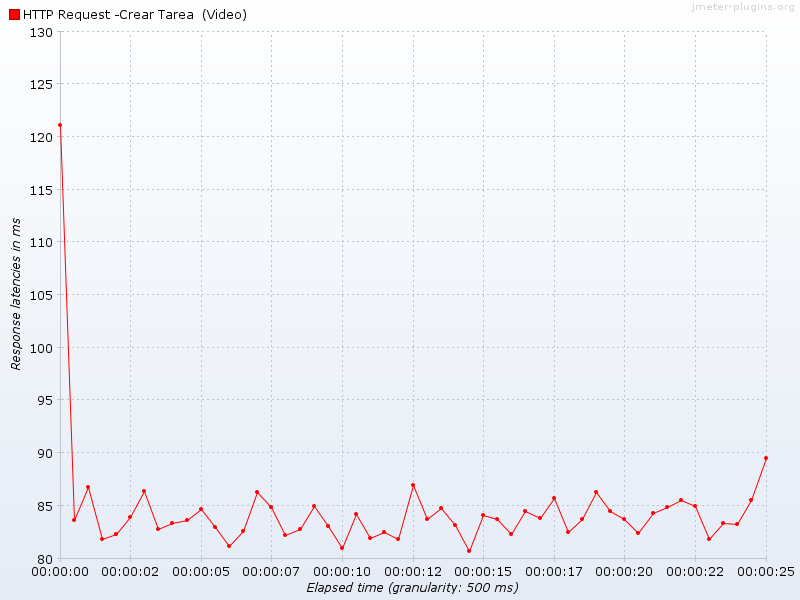 jmeter-plugins.org
HTTP Request -Crear Tarea  (Video)
130
125
120
115
110
105
100
95
90
85
80
Response latencies in ms
00:00:00 00:00:02 00:00:05 00:00:07 00:00:10 00:00:12 00:00:15 00:00:17 00:00:20 00:00:22 00:00:25
Elapsed time (granularity: 500 ms)